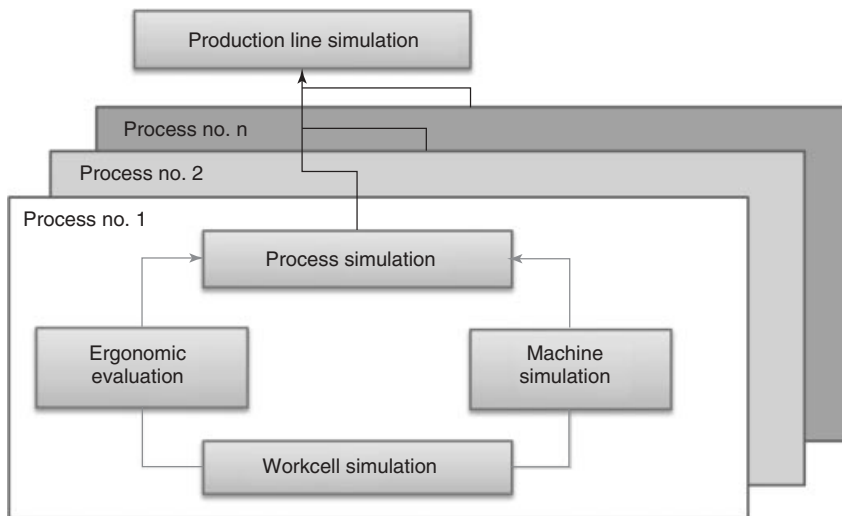 Production line simulation
Process no. n
Process no. 2
Process no. 1
Process simulation
Ergonomic
evaluation
Machine
simulation
Workcell simulation